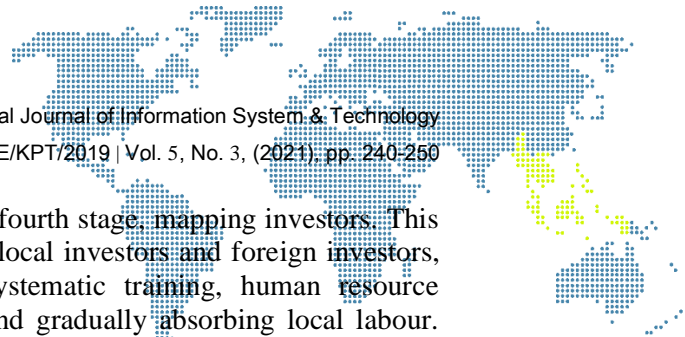 al Journal of Information System & Technology
E/KPT/2019 | Vol. 5, No. 3, (2021), pp. 240-250
fourth stage, mapping investors. This
local investors and foreign investors,
ystematic training, human resource
nd gradually absorbing local labour.